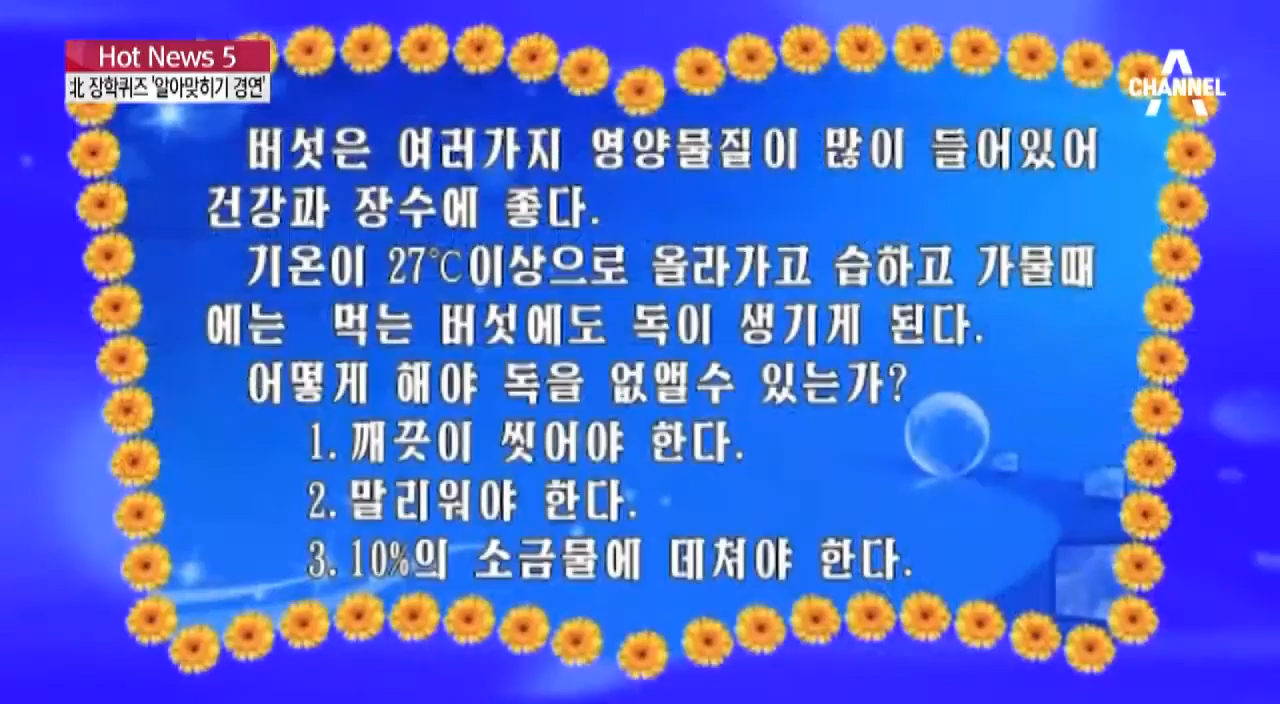 Hot News 5
北 장학퀴즈 '알아맞히기 경연'
CHANNEL A
버섯은 여러가지 영양물질이 많이 들어있어
건강과 장수에 좋다.
기온이 27℃이상으로 올라가고 습하고 가물때
에는 먹는 버섯에도 독이 생기게 된다.
어떻게 해야 독을 없앨수 있는가?
1. 깨끗이 씻어야 한다.
2. 말리워야 한다.
3. 10%의 소금물에 데쳐야 한다.